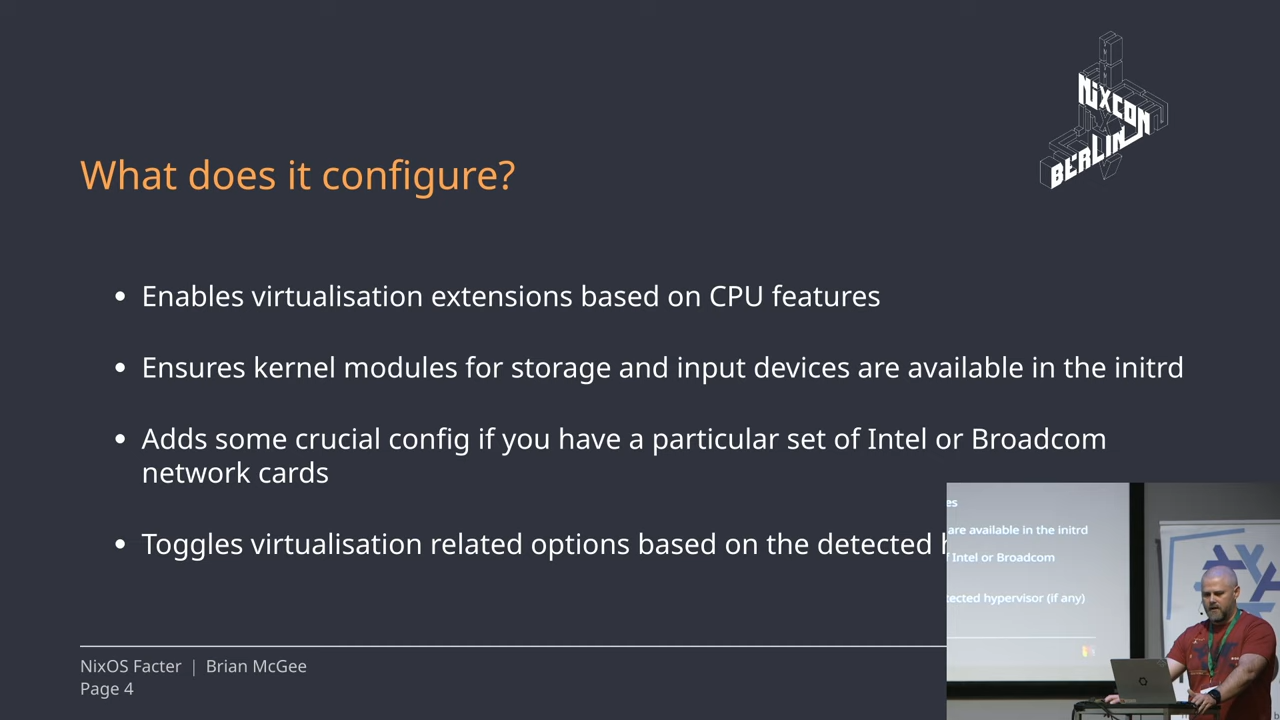 NixCON
BERLIN
What does it configure?
• Enables virtualisation extensions based on CPU features
• Ensures kernel modules for storage and input devices are available in the initrd
• Adds some crucial config if you have a particular set of Intel or Broadcom
network cards
• Toggles virtualisation related options based on the detected h
es
are available in the initrd
f Intel or Broadcom
tected hypervisor (if any)
NixOS Facter | Brian McGee
Page 4